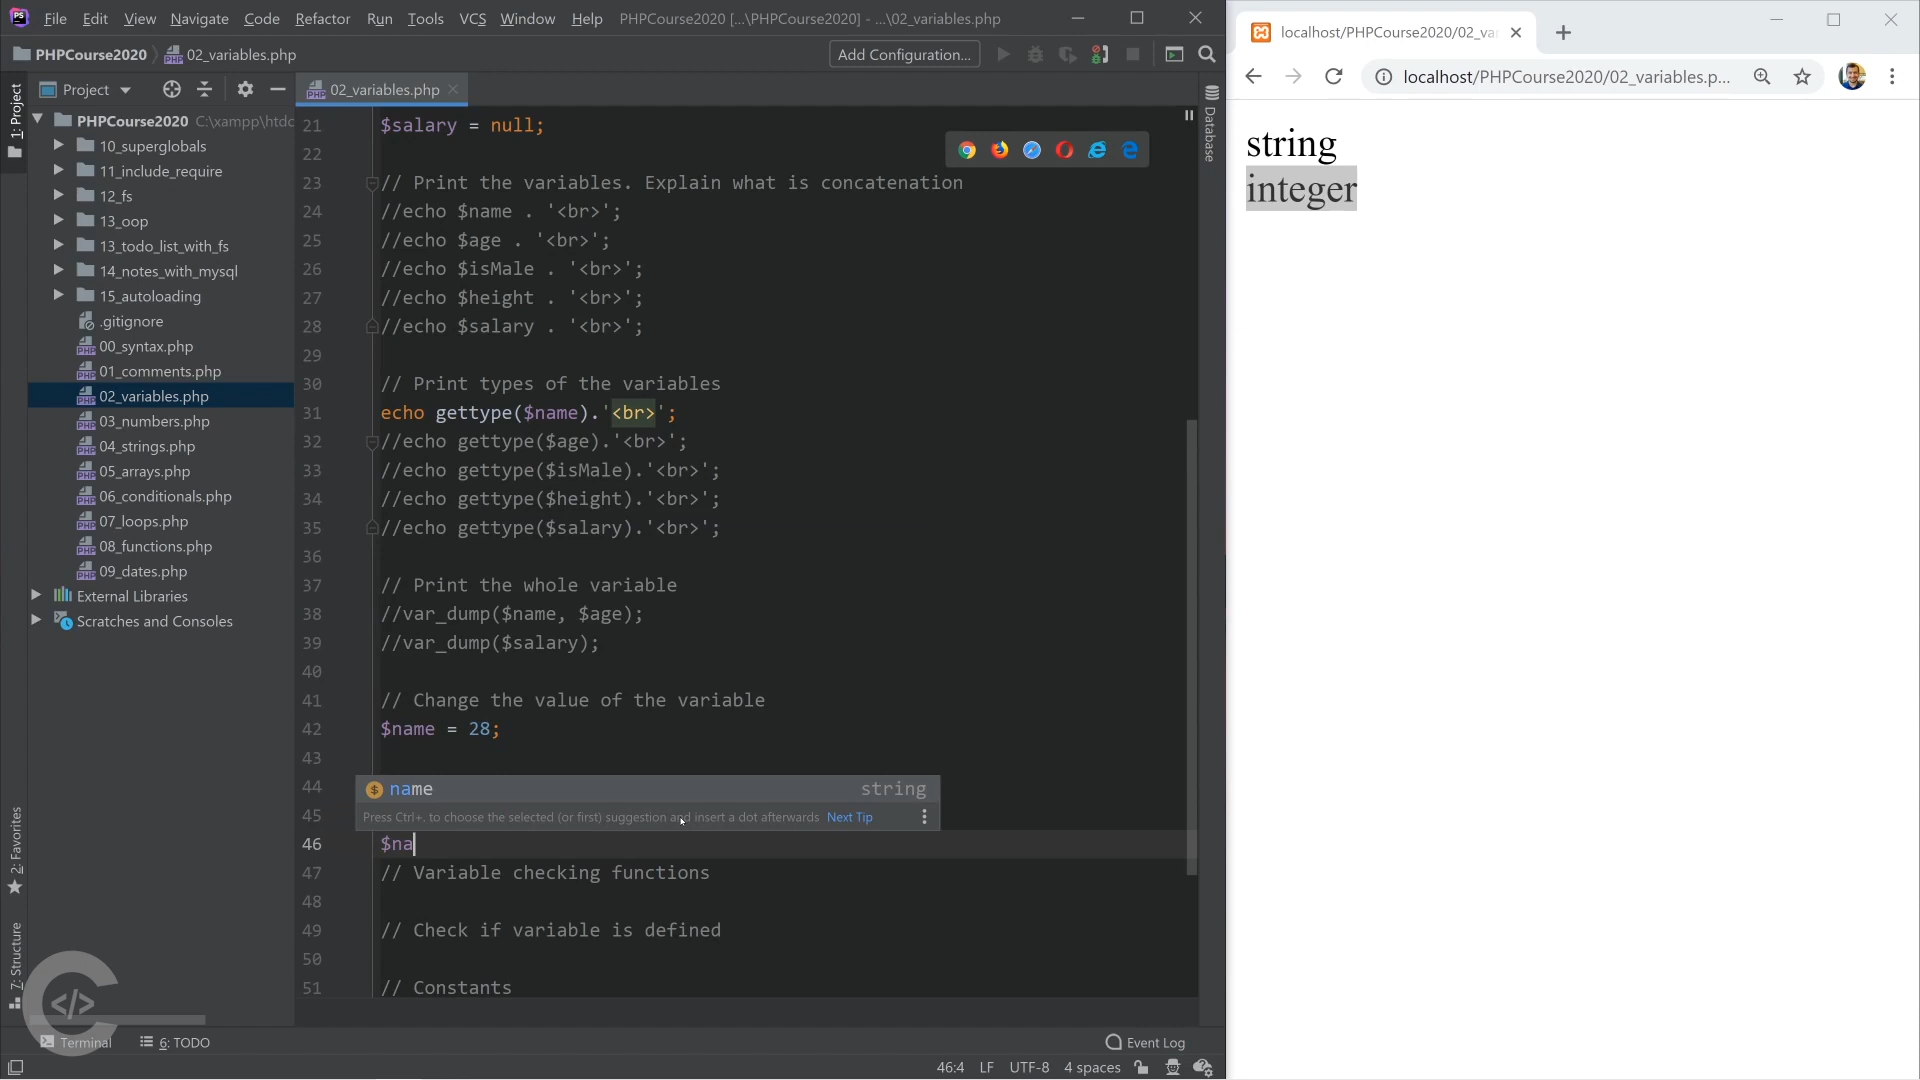 PS File Edit View Navigate Code Refactor Run Tools VCS Window Help PHPCourse2020 [...\PHPCourse2020] - ...\02_variables.php
PHPCourse2020 02_variables.php Add Configuration...
1: Project
Project
02_variables.php
PHPCourse2020 C:\xampp\htdc
10_superglobals
11_include_require
12_fs
13_oop
13_todo_list_with_fs
14_notes_with_mysql
15_autoloading
.gitignore
00_syntax.php
01_comments.php
02_variables.php
03_numbers.php
04_strings.php
05_arrays.php
06_conditionals.php
07_loops.php
08_functions.php
09_dates.php
External Libraries
Scratches and Consoles
2: Favorites
7: Structure
21 $salary = null;
22
23 // Print the variables. Explain what is concatenation
24 //echo $name . '<br>';
25 //echo $age . '<br>';
26 //echo $isMale . '<br>';
27 //echo $height . '<br>';
28 //echo $salary . '<br>';
29
30 // Print types of the variables
31 echo gettype($name).'<br>';
32 //echo gettype($age).'<br>';
33 //echo gettype($isMale).'<br>';
34 //echo gettype($height).'<br>';
35 //echo gettype($salary).'<br>';
36
37 // Print the whole variable
38 //var_dump($name, $age);
39 //var_dump($salary);
40
41 // Change the value of the variable
42 $name = 28;
43
44 name string
45 Press Ctrl+. to choose the selected (or first) suggestion and insert a dot afterwards Next Tip
46 $na
47 // Variable checking functions
48
49 // Check if variable is defined
50
51 // Constants
Database
</>
Terminal 6: TODO Event Log
46:4 LF UTF-8 4 spaces
localhost/PHPCourse2020/02_va
localhost/PHPCourse2020/02_variables.p...
string
integer